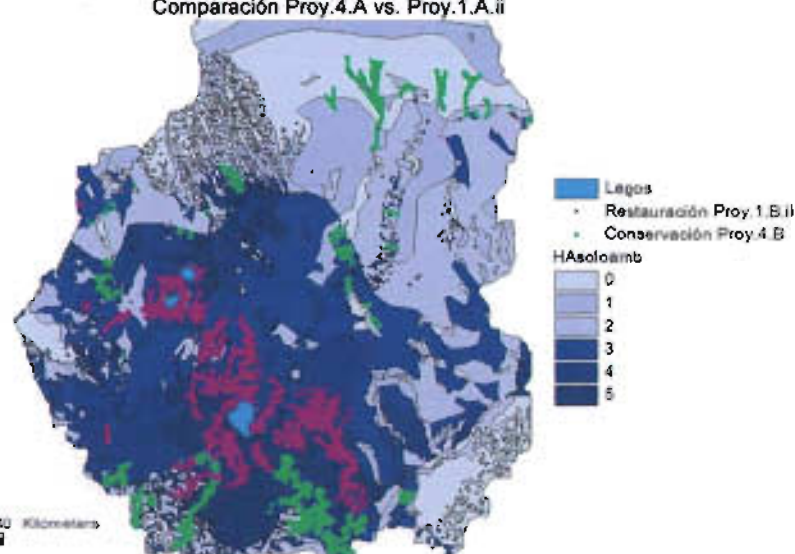 Comparación Proy.4.A vs. Proy.1.A.ii
Lagos
Restauración Proy.1.B.ii
Conservación Proy.4.B
HAsoloamb
0
1
2
3
4
5
Kilometers